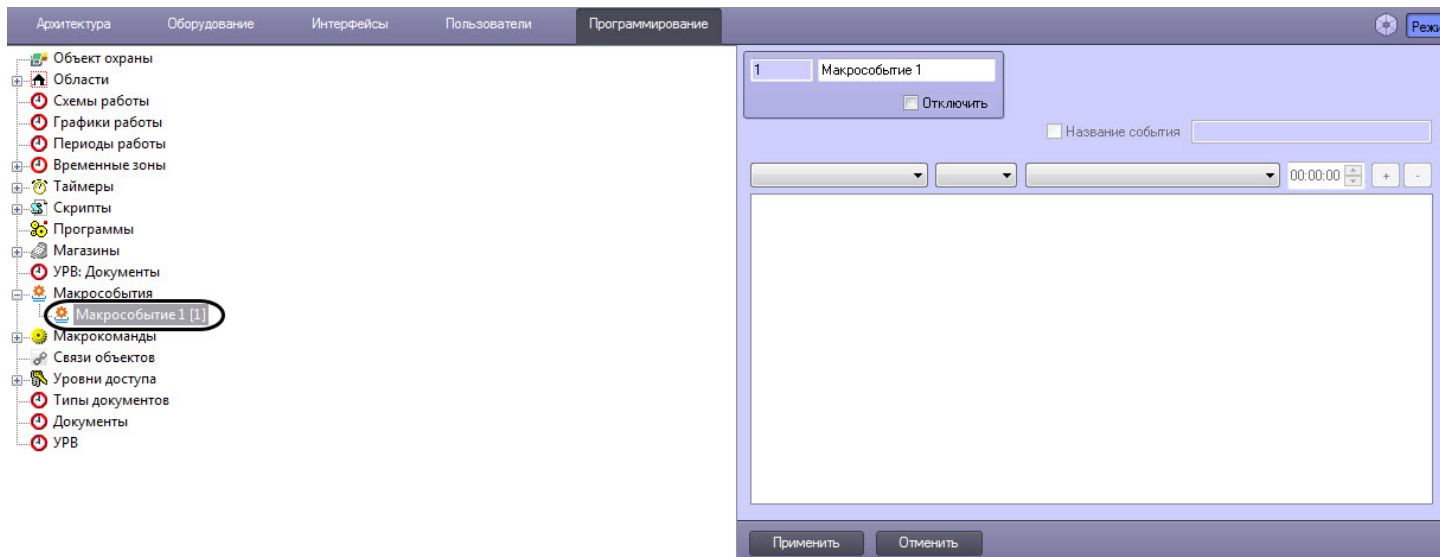 Архитектура Оборудование Интерфейсы Пользователи Программирование Режи
Объект охраны
Области
Схемы работы
Графики работы
Периоды работы
Временные зоны
Таймеры
Скрипты
Программы
Магазины
УРВ: Документы
Макрособытия
Макрособытие 1 [1]
Макрокоманды
Связи объектов
Уровни доступа
Типы документов
Документы
УРВ
1 Макрособытие 1
Отключить
Название события
00:00:00 + -
Применить Отменить